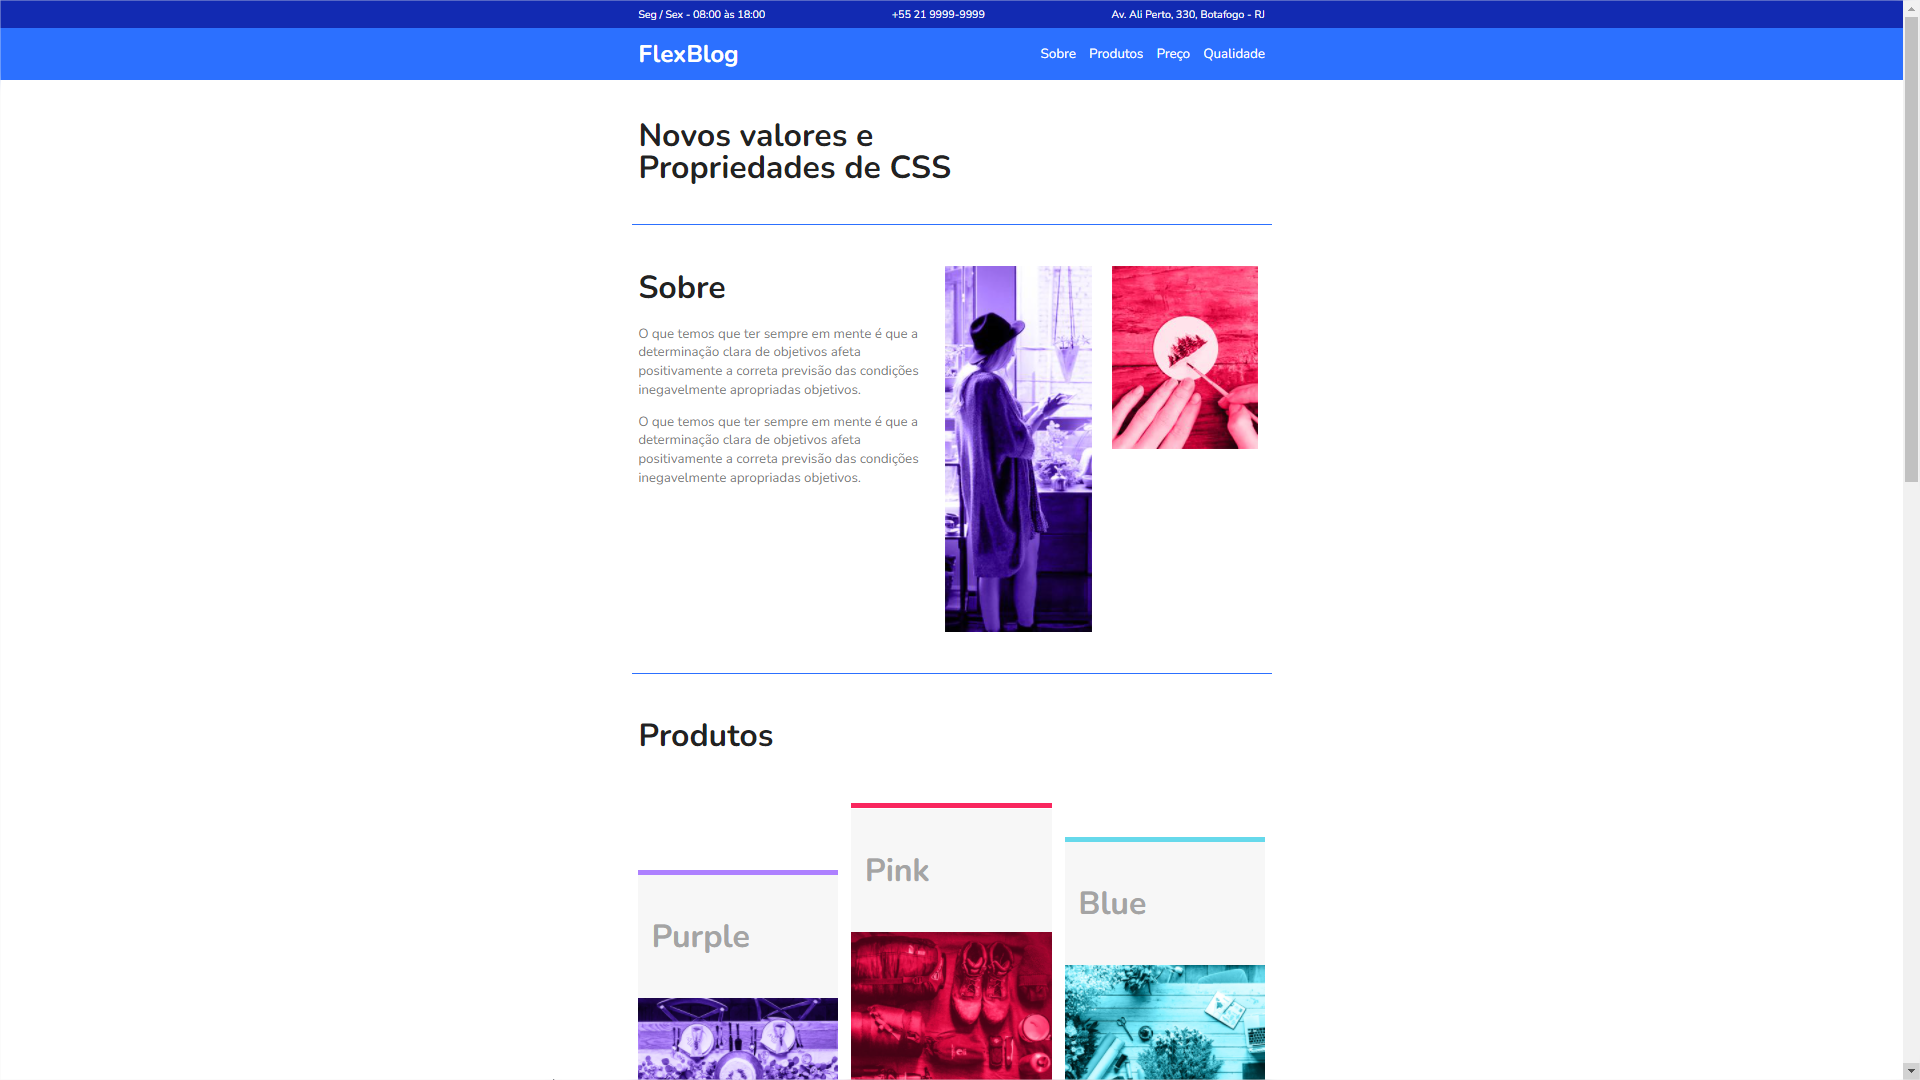 Seg / Sex - 08:00 às 18:00
+55 21 9999-9999
Av. Ali Perto, 330, Botafogo - RJ
FlexBlog
Sobre
Produtos
Preço
Qualidade
Novos valores e
Propriedades de CSS
Sobre
O que temos que ter sempre em mente é que a
determinação clara de objetivos afeta
positivamente a correta previsão das condições
inegavelmente apropriadas objetivos.
O que temos que ter sempre em mente é que a
determinação clara de objetivos afeta
positivamente a correta previsão das condições
inegavelmente apropriadas objetivos.
Produtos
Purple
Pink
Blue